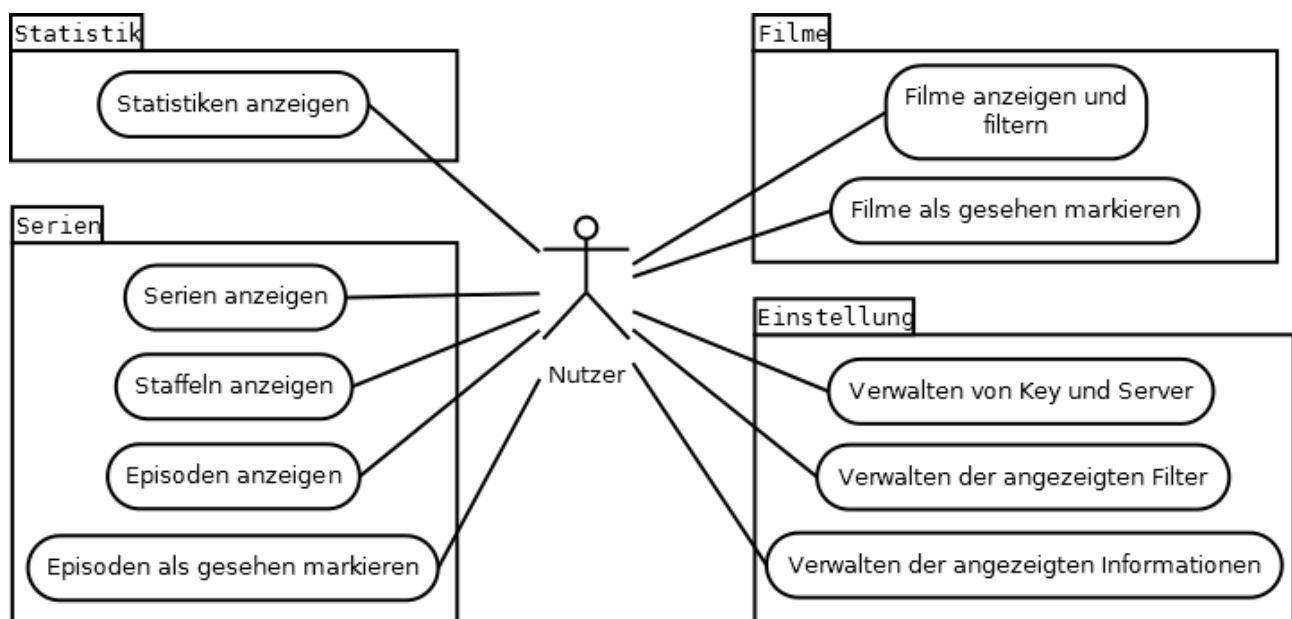 Statistik
Statistiken anzeigen
Serien
Serien anzeigen
Staffeln anzeigen
Episoden anzeigen
Episoden als gesehen markieren
Nutzer
Filme
Filme anzeigen und
filtern
Filme als gesehen markieren
Einstellung
Verwalten von Key und Server
Verwalten der angezeigten Filter
Verwalten der angezeigten Informationen